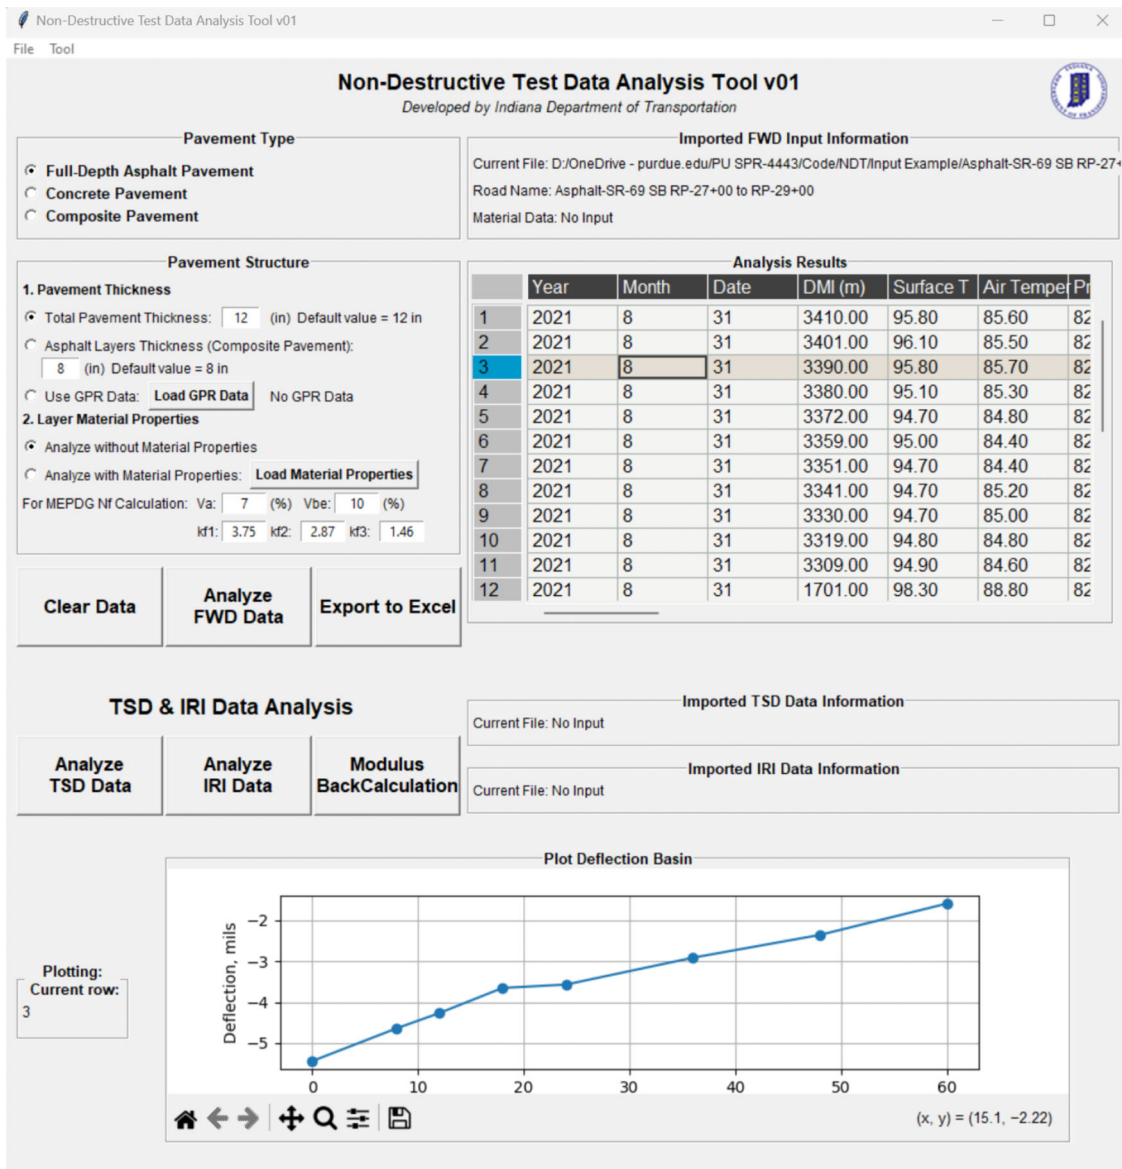 Non-Destructive Test Data Analysis Tool v01
File Tool
Non-Destructive Test Data Analysis Tool v01
Developed by Indiana Department of Transportation
Pavement Type
Full-Depth Asphalt Pavement
Concrete Pavement
Composite Pavement
Imported FWD Input Information
Current File: D:/OneDrive - purdue.edu/PU SPR-4443/Code/NDT/Input Example/Asphalt-SR-69 SB RP-27+
Road Name: Asphalt-SR-69 SB RP-27+00 to RP-29+00
Material Data: No Input
Pavement Structure
1. Pavement Thickness
Total Pavement Thickness: 12 (in) Default value = 12 in
Asphalt Layers Thickness (Composite Pavement):
8 (in) Default value = 8 in
Use GPR Data: Load GPR Data No GPR Data
2. Layer Material Properties
Analyze without Material Properties
Analyze with Material Properties: Load Material Properties
For MEPDG Nf Calculation: Va: 7 (%) Vbe: 10 (%)
kf1: 3.75 kf2: 2.87 kf3: 1.46
Analysis Results
Year Month Date DMI (m) Surface T Air Temper Pr
1 2021 8 31 3410.00 95.80 85.60 82
2 2021 8 31 3401.00 96.10 85.50 82
3 2021 8 31 3390.00 95.80 85.70 82
4 2021 8 31 3380.00 95.10 85.30 82
5 2021 8 31 3372.00 94.70 84.80 82
6 2021 8 31 3359.00 95.00 84.40 82
7 2021 8 31 3351.00 94.70 84.40 82
8 2021 8 31 3341.00 94.70 85.20 82
9 2021 8 31 3330.00 94.70 85.00 82
10 2021 8 31 3319.00 94.80 84.80 82
11 2021 8 31 3309.00 94.90 84.60 82
12 2021 8 31 1701.00 98.30 88.80 82
Clear Data
Analyze
FWD Data
Export to Excel
TSD & IRI Data Analysis
Analyze
TSD Data
Analyze
IRI Data
Modulus
BackCalculation
Imported TSD Data Information
Current File: No Input
Imported IRI Data Information
Current File: No Input
Plot Deflection Basin
Plotting:
Current row:
3
Deflection, mils
−2
−3
−4
−5
0 10 20 30 40 50 60
(x, y) = (15.1, −2.22)